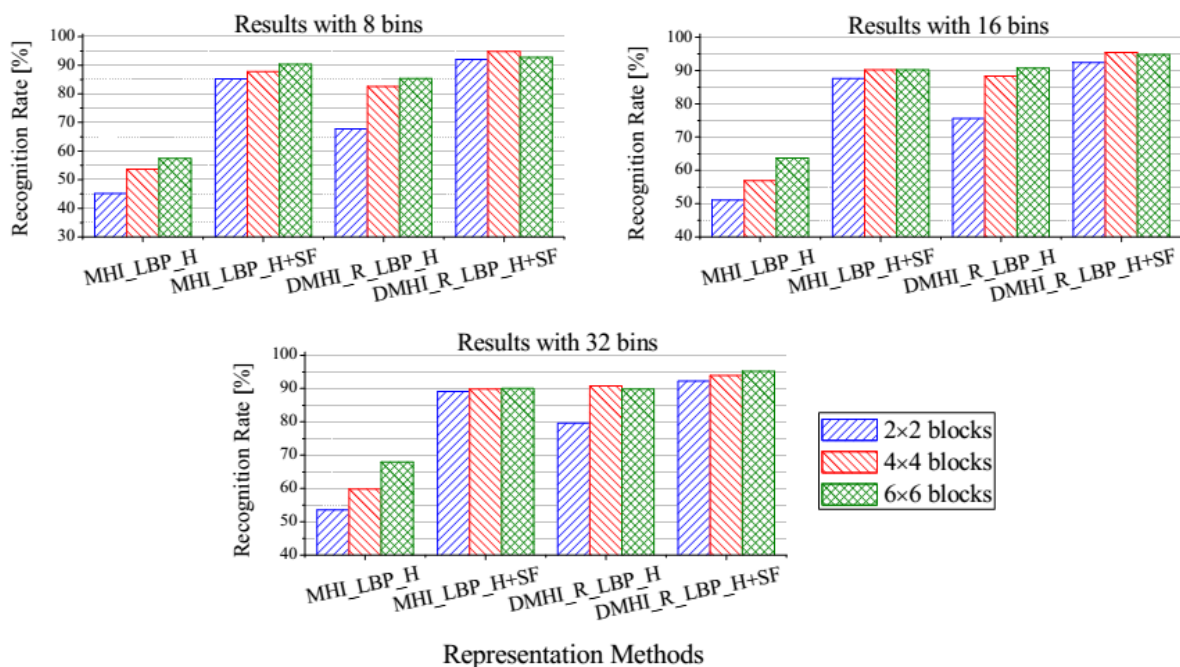 Results with 8 bins
Recognition Rate [%]
100
90
80
70
60
50
40
30
MHI_LBP_H
MHI_LBP_H+SF
DMHI_R_LBP_H
DMHI_R_LBP_H+SF
Results with 16 bins
Recognition Rate [%]
100
90
80
70
60
50
40
MHI_LBP_H
MHI_LBP_H+SF
DMHI_R_LBP_H
DMHI_R_LBP_H+SF
Results with 32 bins
Recognition Rate [%]
100
90
80
70
60
50
40
MHI_LBP_H
MHI_LBP_H+SF
DMHI_R_LBP_H
DMHI_R_LBP_H+SF
2×2 blocks
4×4 blocks
6×6 blocks
Representation Methods